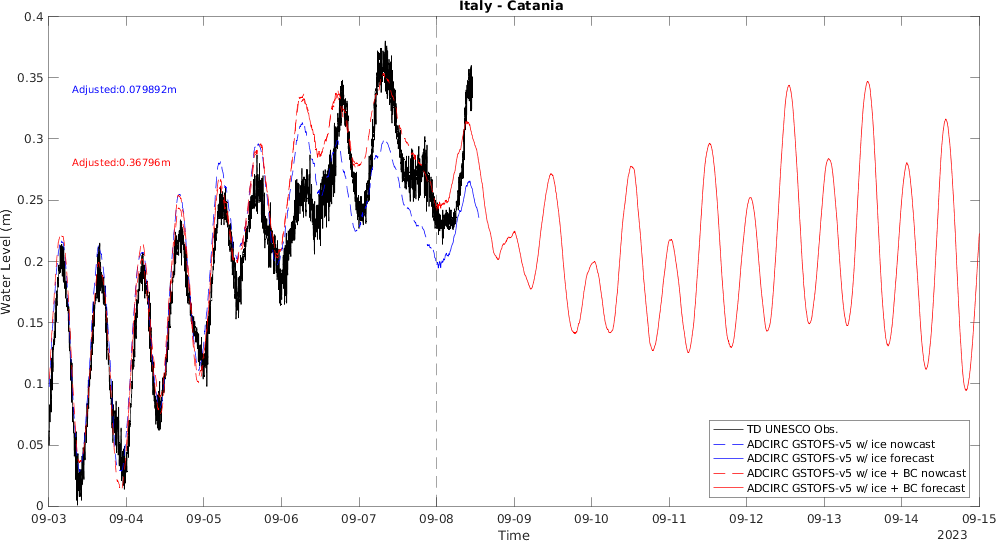 Italy - Catania
0.4
0.35
0.3
0.25
0.2
0.15
0.1
0.05
0
Water Level (m)
Adjusted:0.079892m
Adjusted:0.36796m
TD UNESCO Obs.
ADCIRC GSTOFS-v5 w/ ice nowcast
ADCIRC GSTOFS-v5 w/ ice forecast
ADCIRC GSTOFS-v5 w/ ice + BC nowcast
ADCIRC GSTOFS-v5 w/ ice + BC forecast
09-03 09-04 09-05 09-06 09-07 09-08 09-09 09-10 09-11 09-12 09-13 09-14 09-15
Time
2023